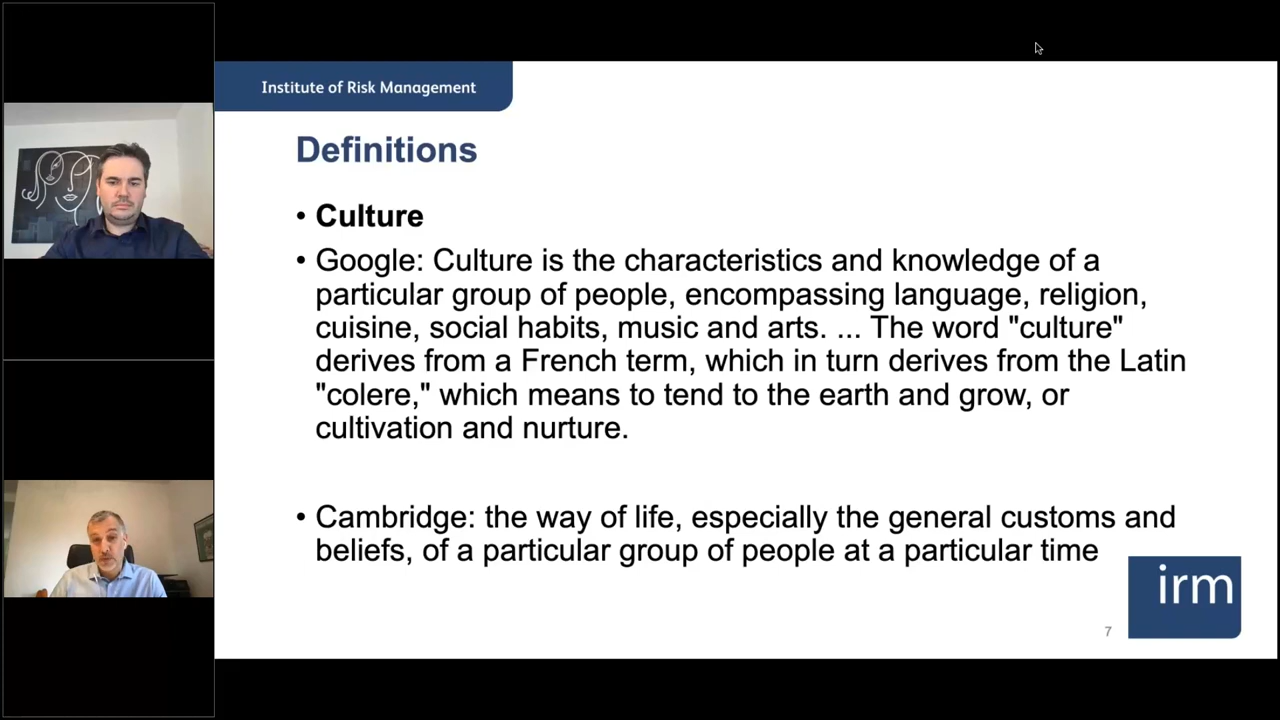 Institute of Risk Management
Definitions
• Culture
• Google: Culture is the characteristics and knowledge of a
particular group of people, encompassing language, religion,
cuisine, social habits, music and arts. ... The word "culture"
derives from a French term, which in turn derives from the Latin
"colere," which means to tend to the earth and grow, or
cultivation and nurture.
• Cambridge: the way of life, especially the general customs and
beliefs, of a particular group of people at a particular time
irm
7